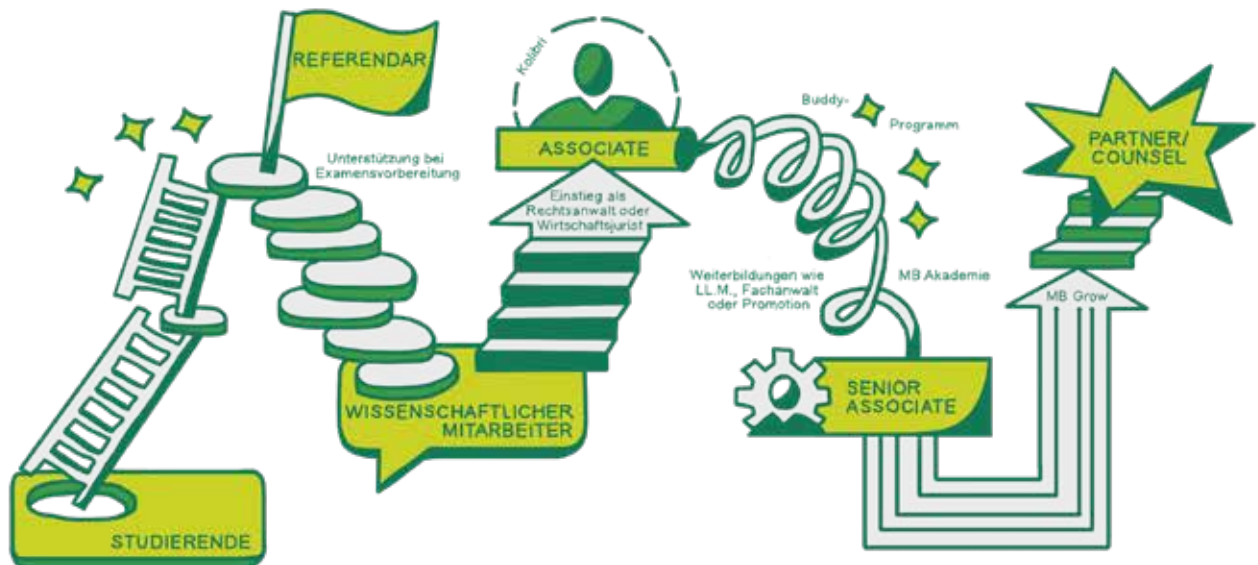 REFERENDAR
Unterstützung bei
Examensvorbereitung
STUDIERENDE
WISSENSCHAFTLICHER
MITARBEITER
Kolibri
ASSOCIATE
Einstieg als
Rechtsanwalt oder
Wirtschaftsjurist
Buddy-
Programm
Weiterbildungen wie
LL.M., Fachanwalt
oder Promotion
MB Akademie
SENIOR
ASSOCIATE
MB Grow
PARTNER/
COUNSEL